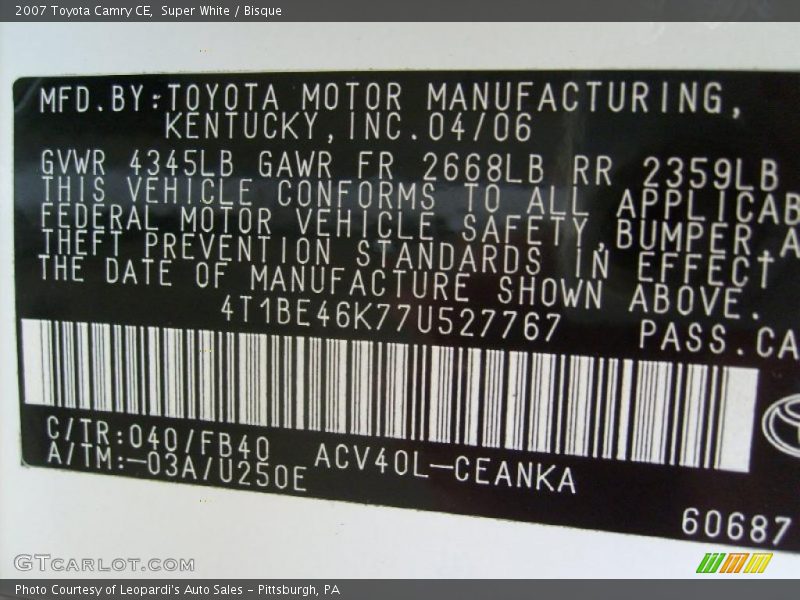 2007 Toyota Camry CE, Super White / Bisque
MFD.BY:TOYOTA MOTOR MANUFACTURING,
KENTUCKY,INC.04/06
GVWR 4345LB GAWR FR 2668LB RR 2359LB
THIS VEHICLE CONFORMS TO ALL APPLICAB
FEDERAL MOTOR VEHICLE SAFETY,BUMPER,A
THEFT PREVENTION STANDARDS IN EFFECT
THE DATE OF MANUFACTURE SHOWN ABOVE.
4T1BE46K77U527767 PASS.CA
C/TR:040/FB40
A/TM:-03A/U250E ACV40L-CEANKA
60687
GTCARLOT.COM
Photo Courtesy of Leopardi's Auto Sales - Pittsburgh, PA